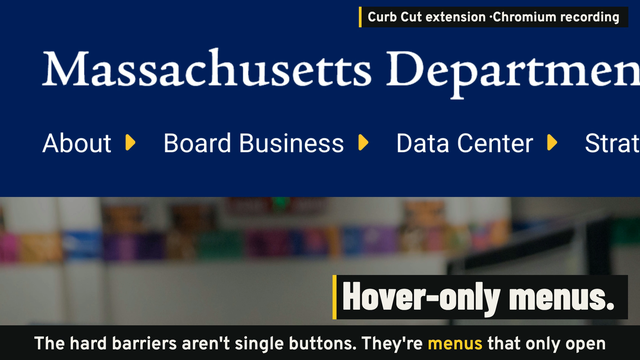 Curb Cut extension ·Chromium recording
Massachusetts Departmen
About Board Business Data Center Strat
Hover-only menus.
The hard barriers aren't single buttons. They're menus that only open